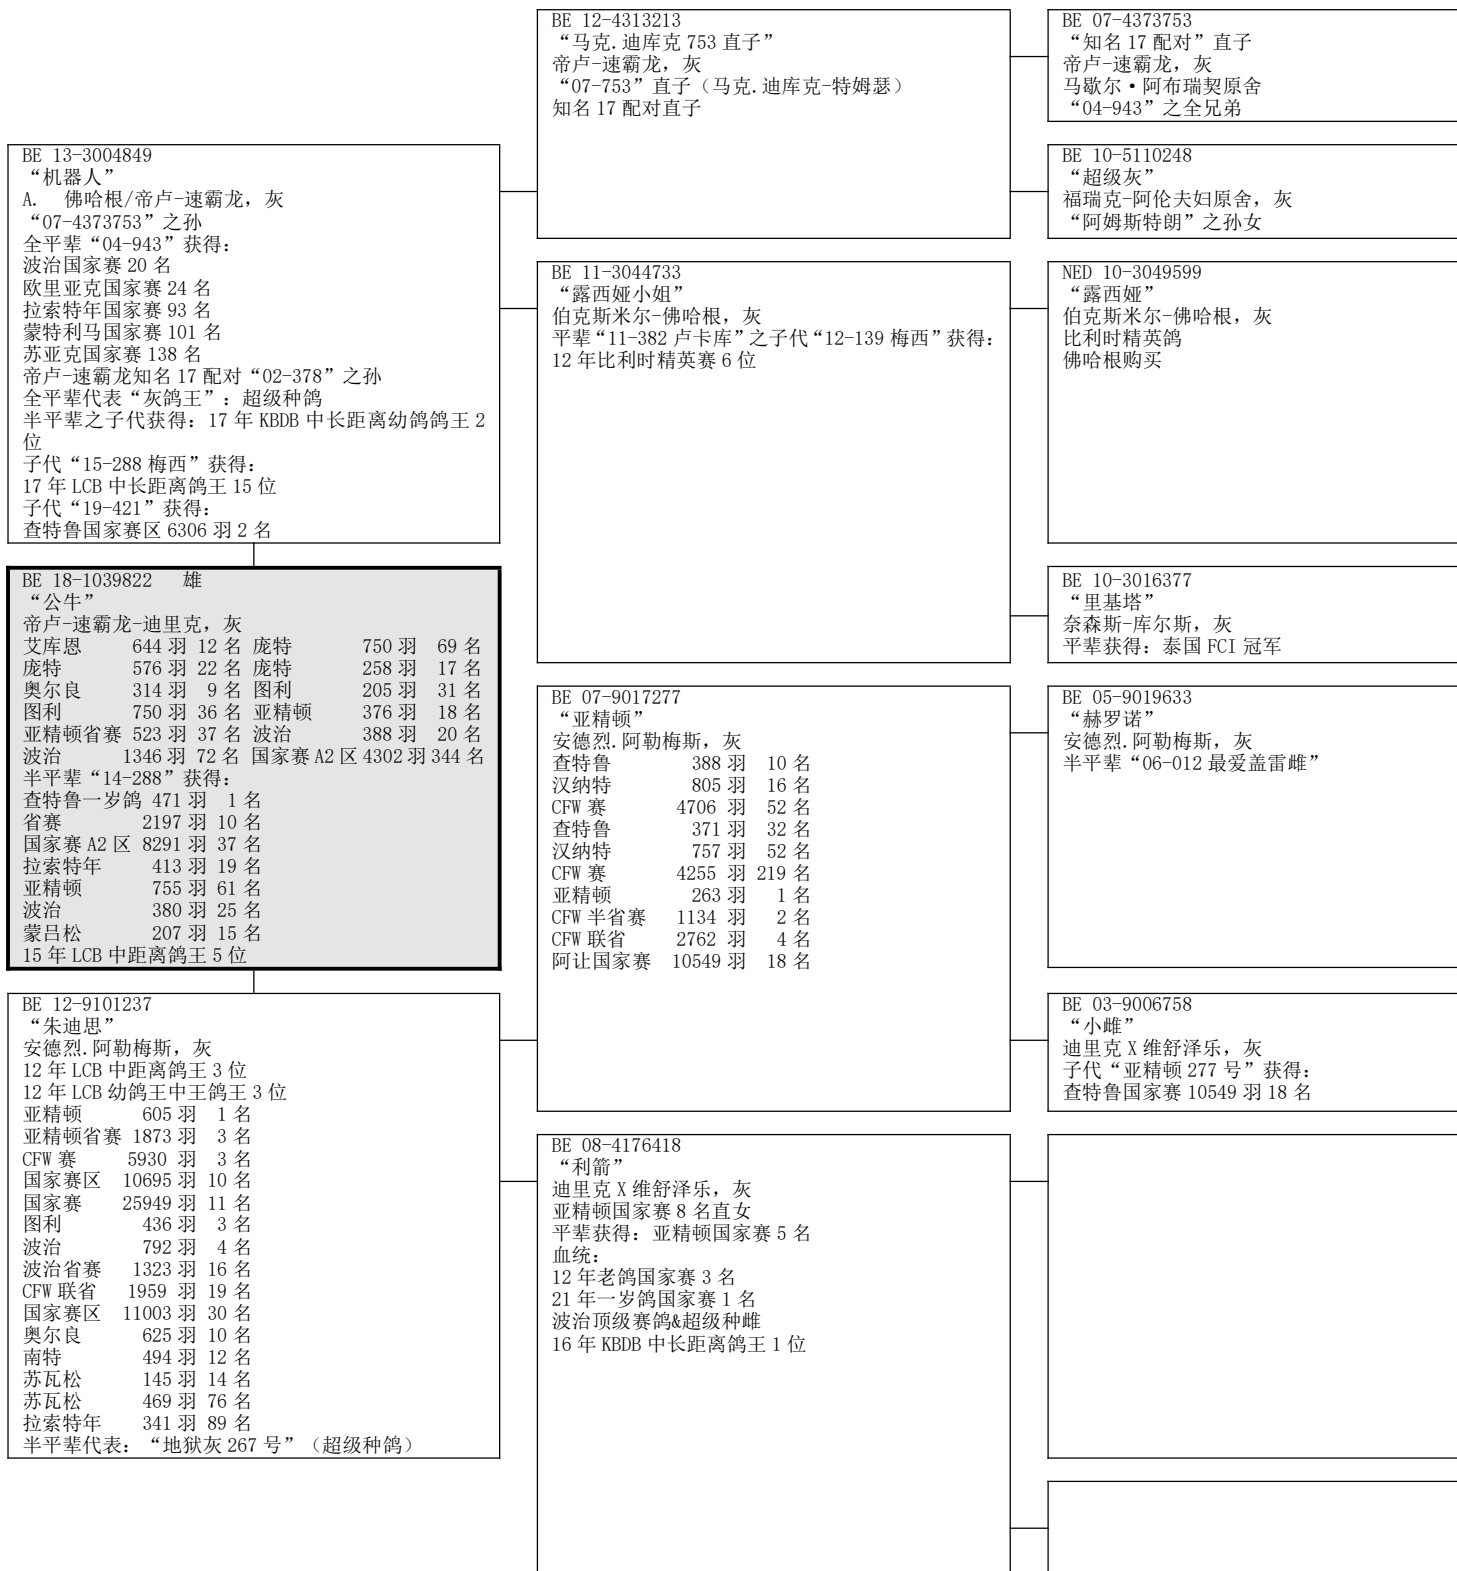 BE 13-3004849
“机器人”
A. 佛哈根/帝卢-速霸龙，灰
“07-4373753”之孙
全平辈“04-943”获得：
波治国家赛 20 名
欧里亚克国家赛 24 名
拉索特年国家赛 93 名
蒙特利马国家赛 101 名
苏亚克国家赛 138 名
帝卢-速霸龙知名 17 配对“02-378”之孙
全平辈代表“灰鸽王”：超级种鸽
半平辈之子代获得：17 年 KBDB 中长距离幼鸽鸽王 2
位
子代“15-288 梅西”获得：
17 年 LCB 中长距离鸽王 15 位
子代“19-421”获得：
查特鲁国家赛区 6306 羽 2 名
BE 18-1039822 雄
“公牛”
帝卢-速霸龙-迪里克，灰
艾库恩 644 羽 12 名 庞特 750 羽 69 名
庞特 576 羽 22 名 庞特 258 羽 17 名
奥尔良 314 羽 9 名 图利 205 羽 31 名
图利 750 羽 36 名 亚精顿 376 羽 18 名
亚精顿省赛 523 羽 37 名 波治 388 羽 20 名
波治 1346 羽 72 名 国家赛 A2 区 4302 羽 344 名
半平辈“14-288”获得：
查特鲁一岁鸽 471 羽 1 名
省赛 2197 羽 10 名
国家赛 A2 区 8291 羽 37 名
拉索特年 413 羽 19 名
亚精顿 755 羽 61 名
波治 380 羽 25 名
蒙吕松 207 羽 15 名
15 年 LCB 中距离鸽王 5 位
BE 12-9101237
“朱迪思”
安德烈.阿勒梅斯，灰
12 年 LCB 中距离鸽王 3 位
12 年 LCB 幼鸽王中王鸽王 3 位
亚精顿 605 羽 1 名
亚精顿省赛 1873 羽 3 名
CFW 赛 5930 羽 3 名
国家赛区 10695 羽 10 名
国家赛 25949 羽 11 名
图利 436 羽 3 名
波治 792 羽 4 名
波治省赛 1323 羽 16 名
CFW 联省 1959 羽 19 名
国家赛区 11003 羽 30 名
奥尔良 625 羽 10 名
南特 494 羽 12 名
苏瓦松 145 羽 14 名
苏瓦松 469 羽 76 名
拉索特年 341 羽 89 名
半平辈代表：“地狱灰 267 号”（超级种鸽）
BE 12-4313213
“马克.迪库克 753 直子”
帝卢-速霸龙，灰
“07-753”直子（马克.迪库克-特姆瑟）
知名 17 配对直子
BE 11-3044733
“露西娅小姐”
伯克斯米尔-佛哈根，灰
平辈“11-382 卢卡库”之子代“12-139 梅西”获得：
12 年比利时精英赛 6 位
BE 07-9017277
“亚精顿”
安德烈.阿勒梅斯，灰
查特鲁 388 羽 10 名
汉纳特 805 羽 16 名
CFW 赛 4706 羽 52 名
查特鲁 371 羽 32 名
汉纳特 757 羽 52 名
CFW 赛 4255 羽 219 名
亚精顿 263 羽 1 名
CFW 半省赛 1134 羽 2 名
CFW 联省 2762 羽 4 名
阿让国家赛 10549 羽 18 名
BE 08-4176418
“利箭”
迪里克 X 维舒泽乐，灰
亚精顿国家赛 8 名直女
平辈获得：亚精顿国家赛 5 名
血统：
12 年老鸽国家赛 3 名
21 年一岁鸽国家赛 1 名
波治顶级赛鸽&超级种雌
16 年 KBDB 中长距离鸽王 1 位
BE 07-4373753
“知名 17 配对”直子
帝卢-速霸龙，灰
马歇尔•阿布瑞契原舍
“04-943”之全兄弟
BE 10-5110248
“超级灰”
福瑞克-阿伦夫妇原舍，灰
“阿姆斯特朗”之孙女
NED 10-3049599
“露西娅”
伯克斯米尔-佛哈根，灰
比利时精英鸽
佛哈根购买
BE 10-3016377
“里基塔”
奈森斯-库尔斯，灰
平辈获得：泰国 FCI 冠军
BE 05-9019633
“赫罗诺”
安德烈.阿勒梅斯，灰
半平辈“06-012 最爱盖雷雌”
BE 03-9006758
“小雌”
迪里克 X 维舒泽乐，灰
子代“亚精顿 277 号”获得：
查特鲁国家赛 10549 羽 18 名